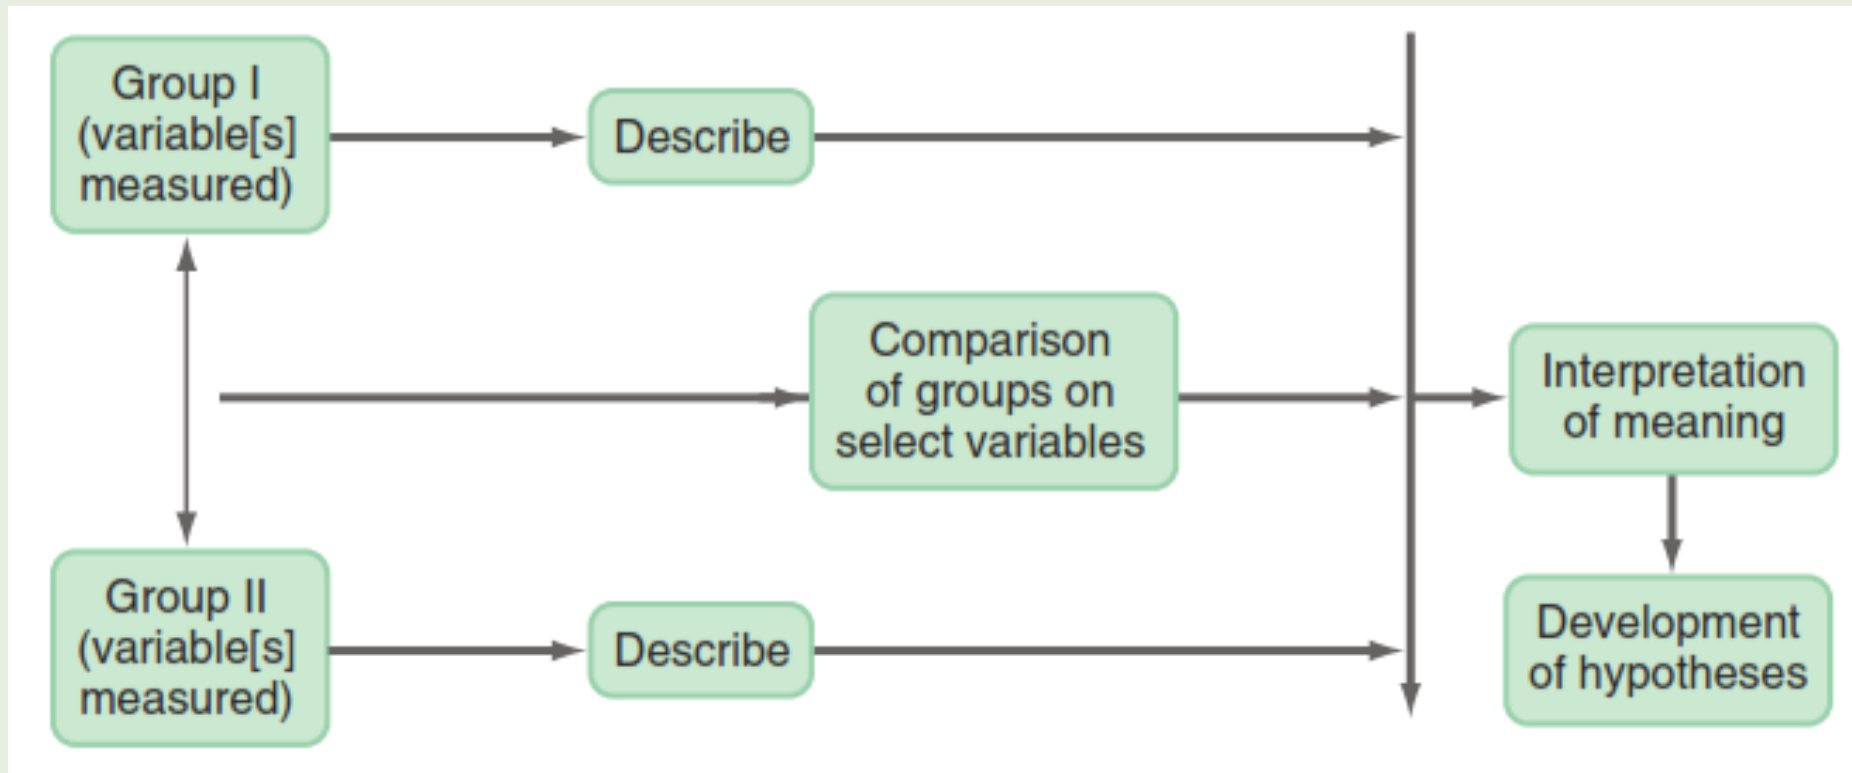 Group I
(variable[s]
measured)
Describe
Comparison
of groups on
select variables
Interpretation
of meaning
Group II
(variable[s]
measured)
Describe
Development
of hypotheses